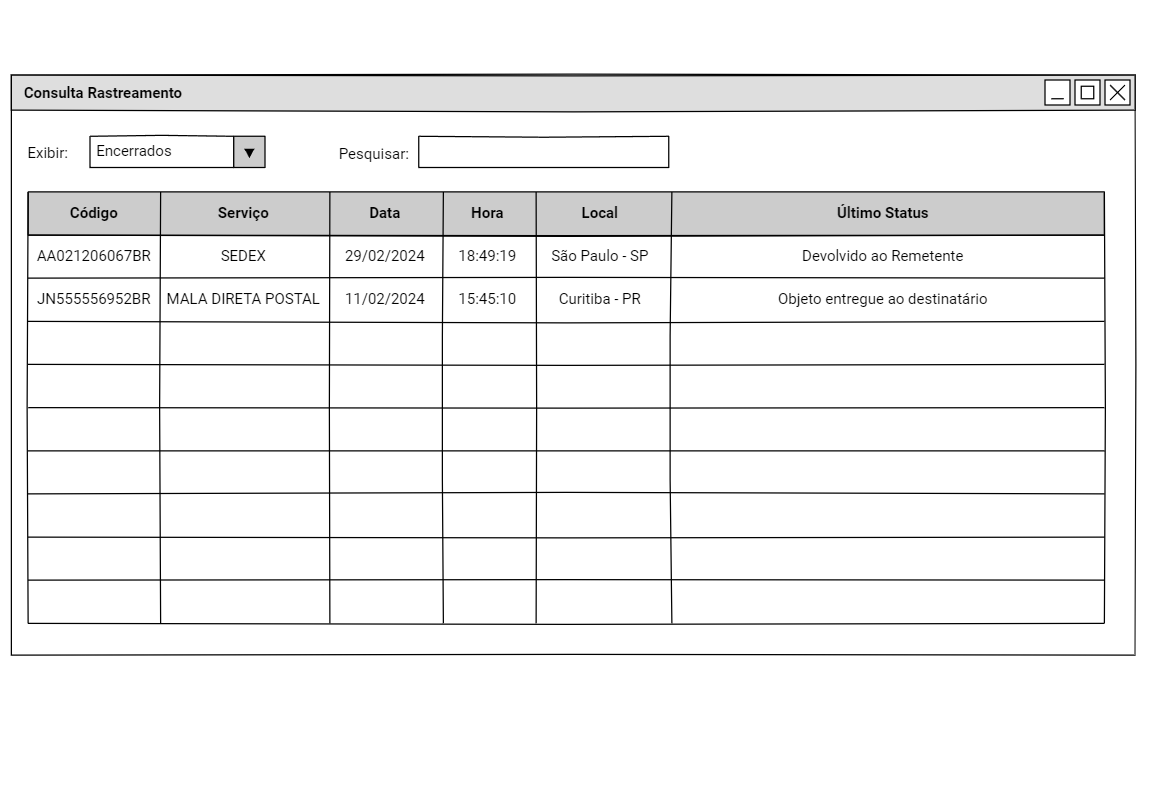 Consulta Rastreamento
Exibir: Encerrados Pesquisar:
Código Serviço Data Hora Local Último Status
AA021206067BR SEDEX 29/02/2024 18:49:19 São Paulo - SP Devolvido ao Remetente
JN555556952BR MALA DIRETA POSTAL 11/02/2024 15:45:10 Curitiba - PR Objeto entregue ao destinatário